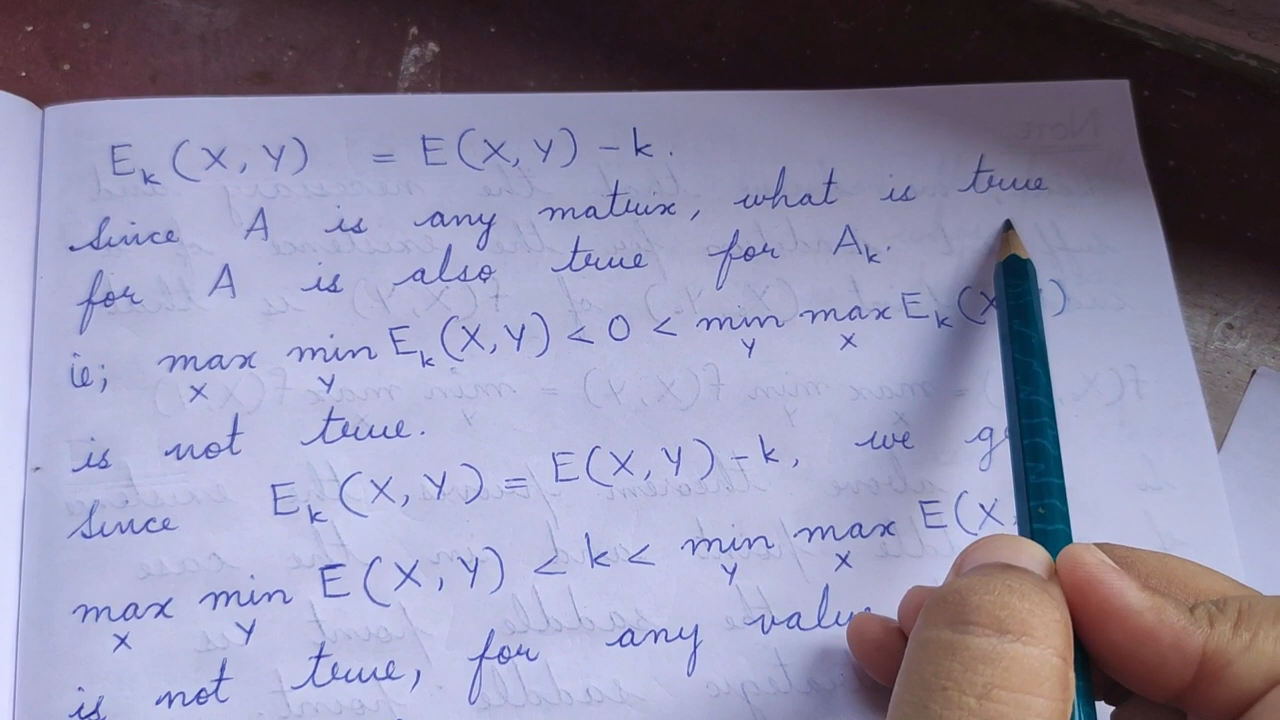 E_k (X, Y) = E(X, Y) - k.
Since A is any matrix, what is true
for A is also true for A_k.
ie; max_X min_Y E_k (X, Y) < 0 < min_Y max_X E_k (X )
is not true.
Since E_k (X, Y) = E(X, Y) - k, we
max_X min_Y E (X, Y) < k < min_Y max_X E(X,
is not true, for any